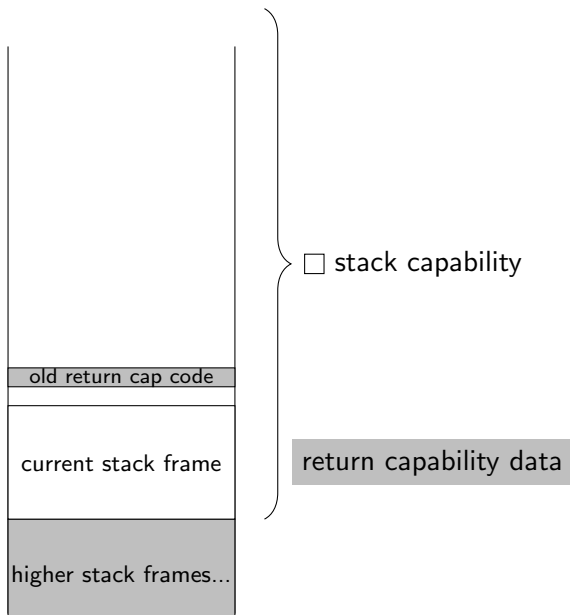 □ stack capability
old return cap code
current stack frame
return capability data
higher stack frames...